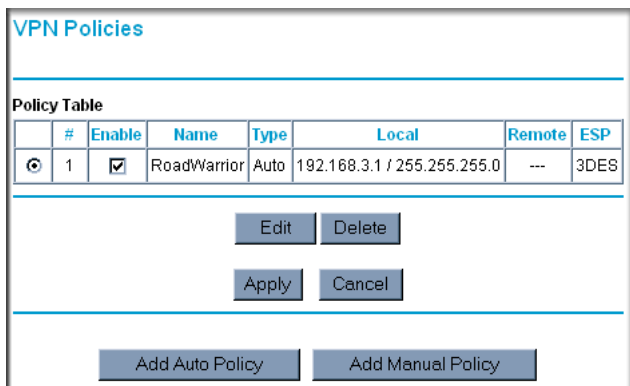 VPN Policies
Policy Table
# Enable Name Type Local Remote ESP
1 RoadWarrior Auto 192.168.3.1 / 255.255.255.0 --- 3DES
Edit Delete
Apply Cancel
Add Auto Policy Add Manual Policy